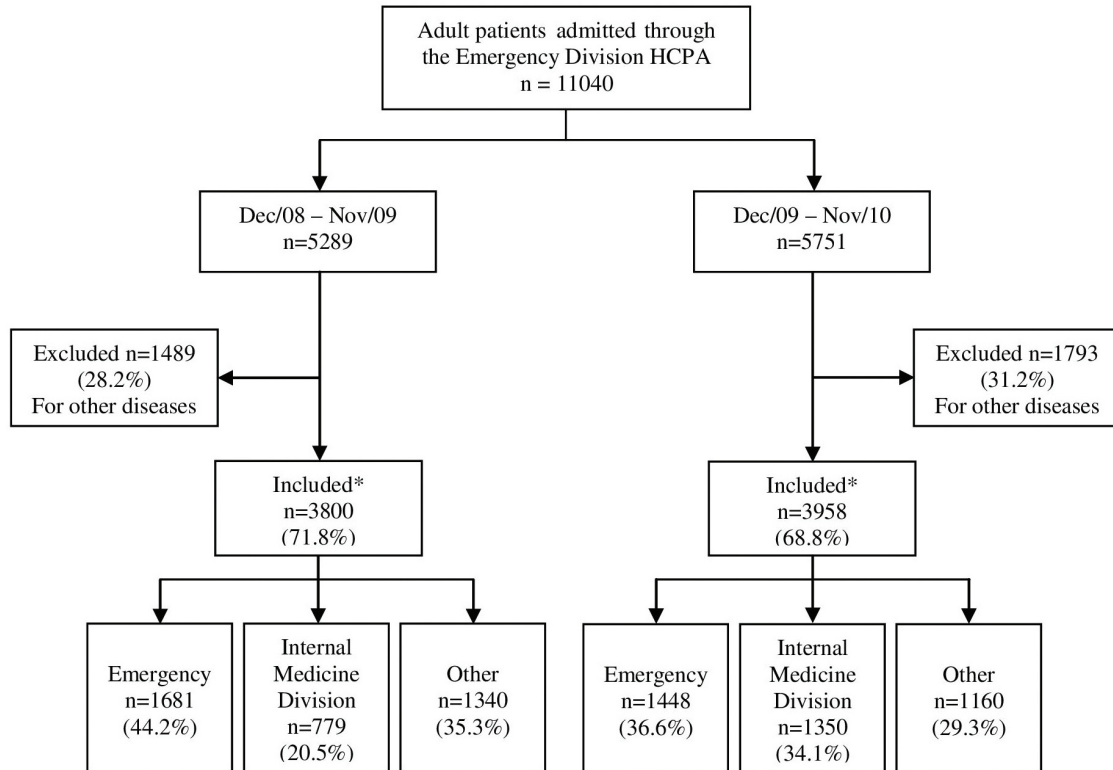 Adult patients admitted through
the Emergency Division HCPA
n = 11040
Dec/08 – Nov/09
n=5289
Dec/09 – Nov/10
n=5751
Excluded n=1489
(28.2%)
For other diseases
Excluded n=1793
(31.2%)
For other diseases
Included*
n=3800
(71.8%)
Included*
n=3958
(68.8%)
Emergency
n=1681
(44.2%)
Internal
Medicine
Division
n=779
(20.5%)
Other
n=1340
(35.3%)
Emergency
n=1448
(36.6%)
Internal
Medicine
Division
n=1350
(34.1%)
Other
n=1160
(29.3%)